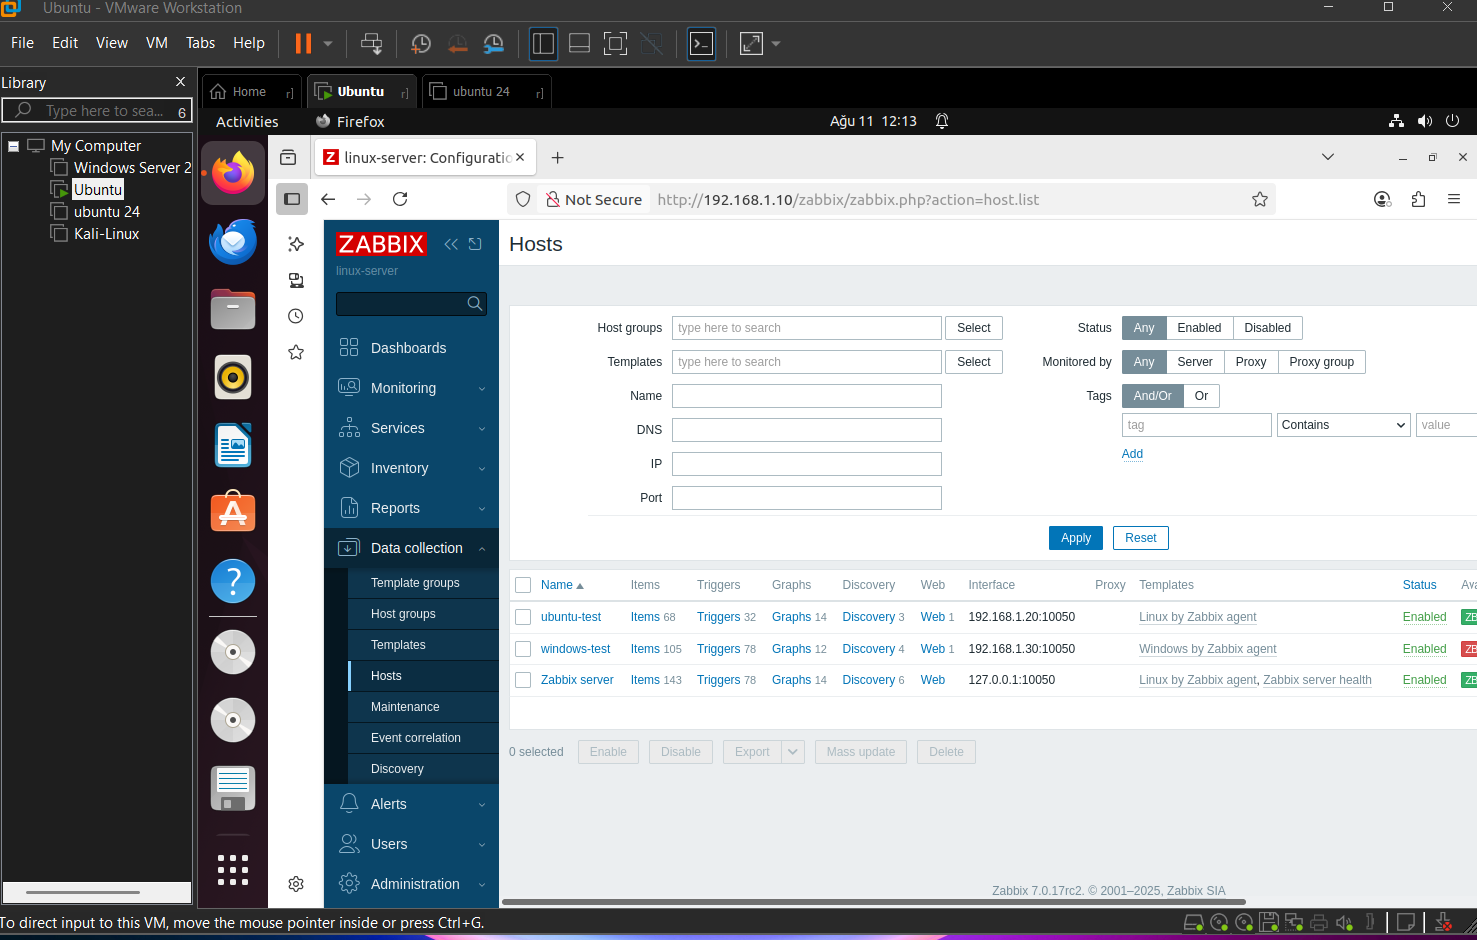 Ubuntu - VMware Workstation
File Edit View VM Tabs Help
Library
Type here to sea... 6
My Computer
Windows Server 2
Ubuntu
ubuntu 24
Kali-Linux
Home
Ubuntu
ubuntu 24
Activities Firefox Ağu 11 12:13
linux-server: Configuratio
Not Secure http://192.168.1.10/zabbix/zabbix.php?action=host.list
ZABBIX
linux-server
Dashboards
Monitoring
Services
Inventory
Reports
Data collection
Template groups
Host groups
Templates
Hosts
Maintenance
Event correlation
Discovery
Alerts
Users
Administration
Hosts
Host groups type here to search Select
Templates type here to search Select
Name
DNS
IP
Port
Status Any Enabled Disabled
Monitored by Any Server Proxy Proxy group
Tags And/Or Or
tag Contains value
Add
Apply Reset
Name Items Triggers Graphs Discovery Web Interface Proxy Templates Status Ava
ubuntu-test Items 68 Triggers 32 Graphs 14 Discovery 3 Web 1 192.168.1.20:10050 Linux by Zabbix agent Enabled ZB
windows-test Items 105 Triggers 78 Graphs 12 Discovery 4 Web 1 192.168.1.30:10050 Windows by Zabbix agent Enabled ZB
Zabbix server Items 143 Triggers 78 Graphs 14 Discovery 6 Web 127.0.0.1:10050 Linux by Zabbix agent, Zabbix server health Enabled ZB
0 selected Enable Disable Export Mass update Delete
Zabbix 7.0.17rc2. © 2001–2025, Zabbix SIA
To direct input to this VM, move the mouse pointer inside or press Ctrl+G.